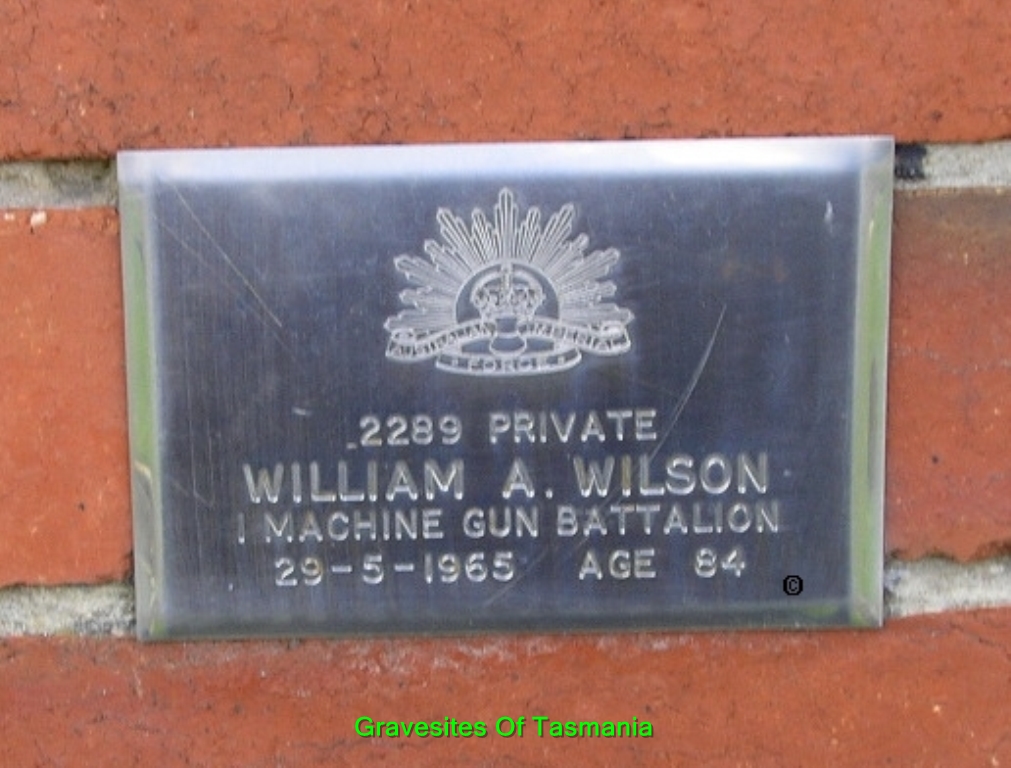 AUSTRALIAN IMPERIAL
FORCE
2289 PRIVATE
WILLIAM A. WILSON
1 MACHINE GUN BATTALION
29-5-1965 AGE 84
©
Gravesites Of Tasmania